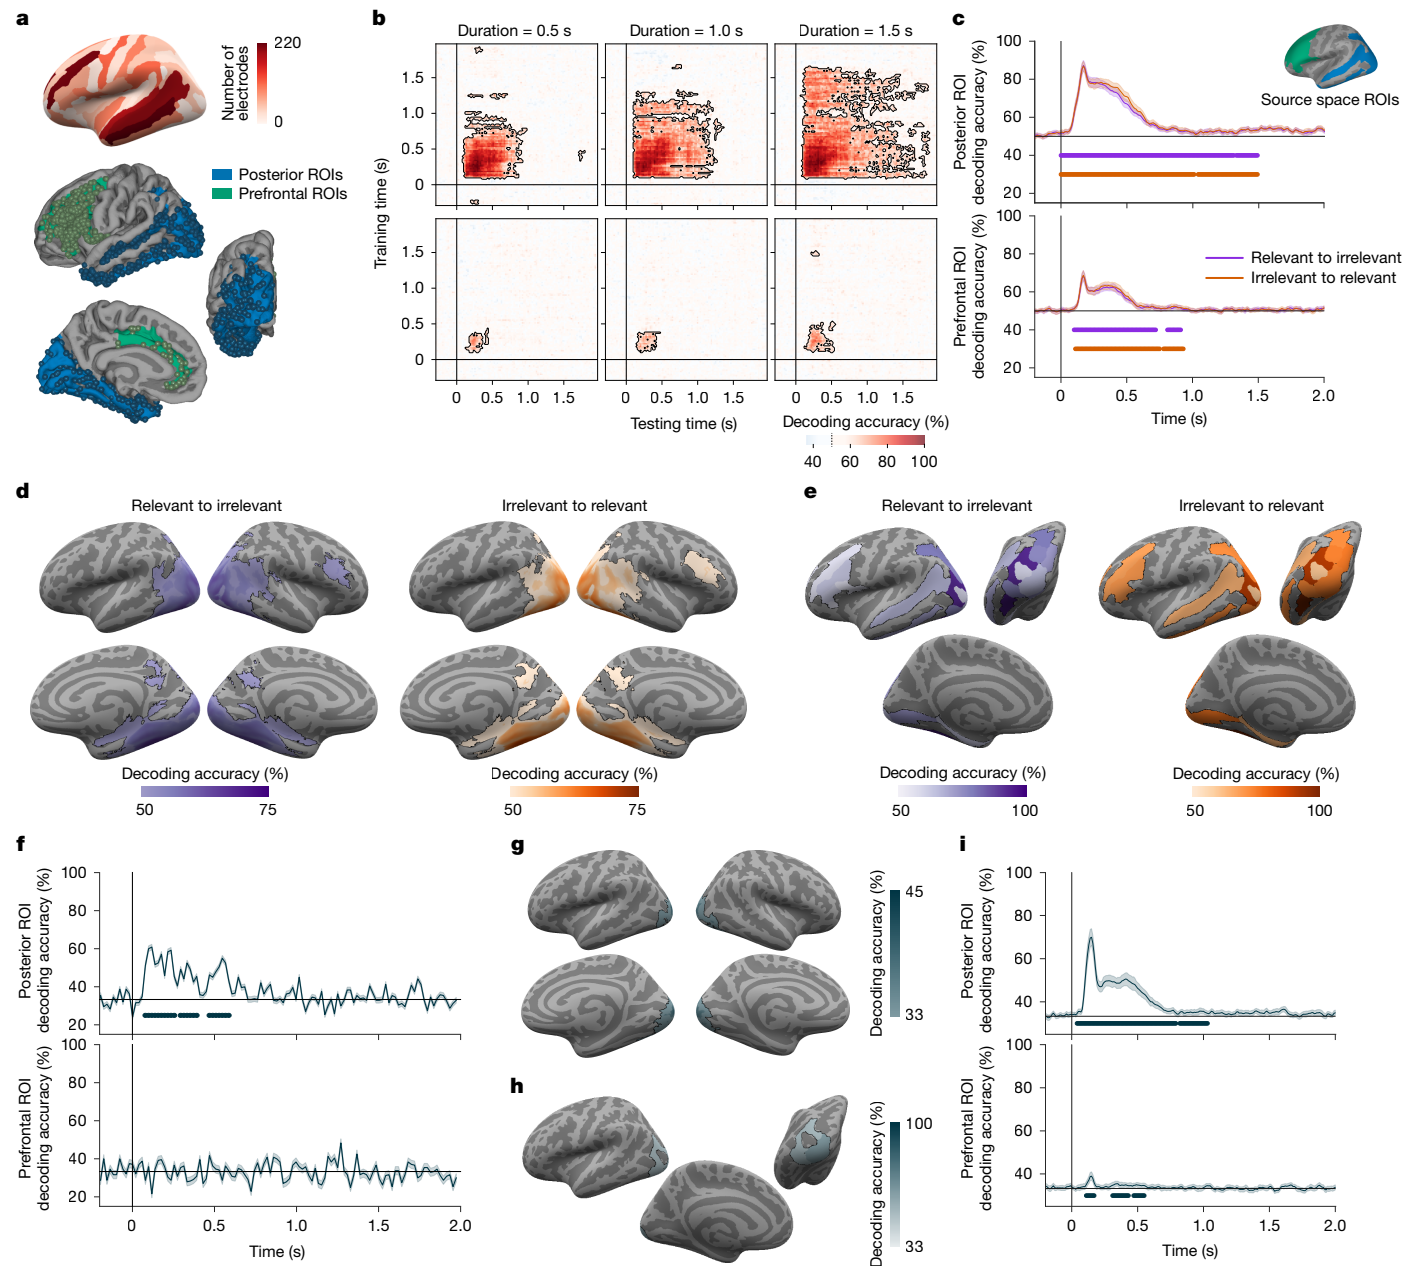 a
Number of
electrodes
220
0
Posterior ROIs
Prefrontal ROIs
b
Duration = 0.5 s
Duration = 1.0 s
Duration = 1.5 s
Training time (s)
1.5
1.0
0.5
0
1.5
1.0
0.5
0
0 0.5 1.0 1.5
0 0.5 1.0 1.5
0 0.5 1.0 1.5
Testing time (s)
Decoding accuracy (%)
40 60 80 100
c
Posterior ROI
decoding accuracy (%)
100
80
60
40
20
Source space ROIs
Prefrontal ROI
decoding accuracy (%)
100
80
60
40
20
Relevant to irrelevant
Irrelevant to relevant
0 0.5 1.0 1.5 2.0
Time (s)
d
Relevant to irrelevant
Irrelevant to relevant
Decoding accuracy (%)
50 75
Decoding accuracy (%)
50 75
e
Relevant to irrelevant
Irrelevant to relevant
Decoding accuracy (%)
50 100
Decoding accuracy (%)
50 100
f
Posterior ROI
decoding accuracy (%)
100
80
60
40
20
Prefrontal ROI
decoding accuracy (%)
100
80
60
40
20
0 0.5 1.0 1.5 2.0
Time (s)
g
Decoding accuracy (%)
45
33
h
Decoding accuracy (%)
100
33
i
Posterior ROI
decoding accuracy (%)
100
80
60
40
Prefrontal ROI
decoding accuracy (%)
100
80
60
40
0 0.5 1.0 1.5 2.0
Time (s)